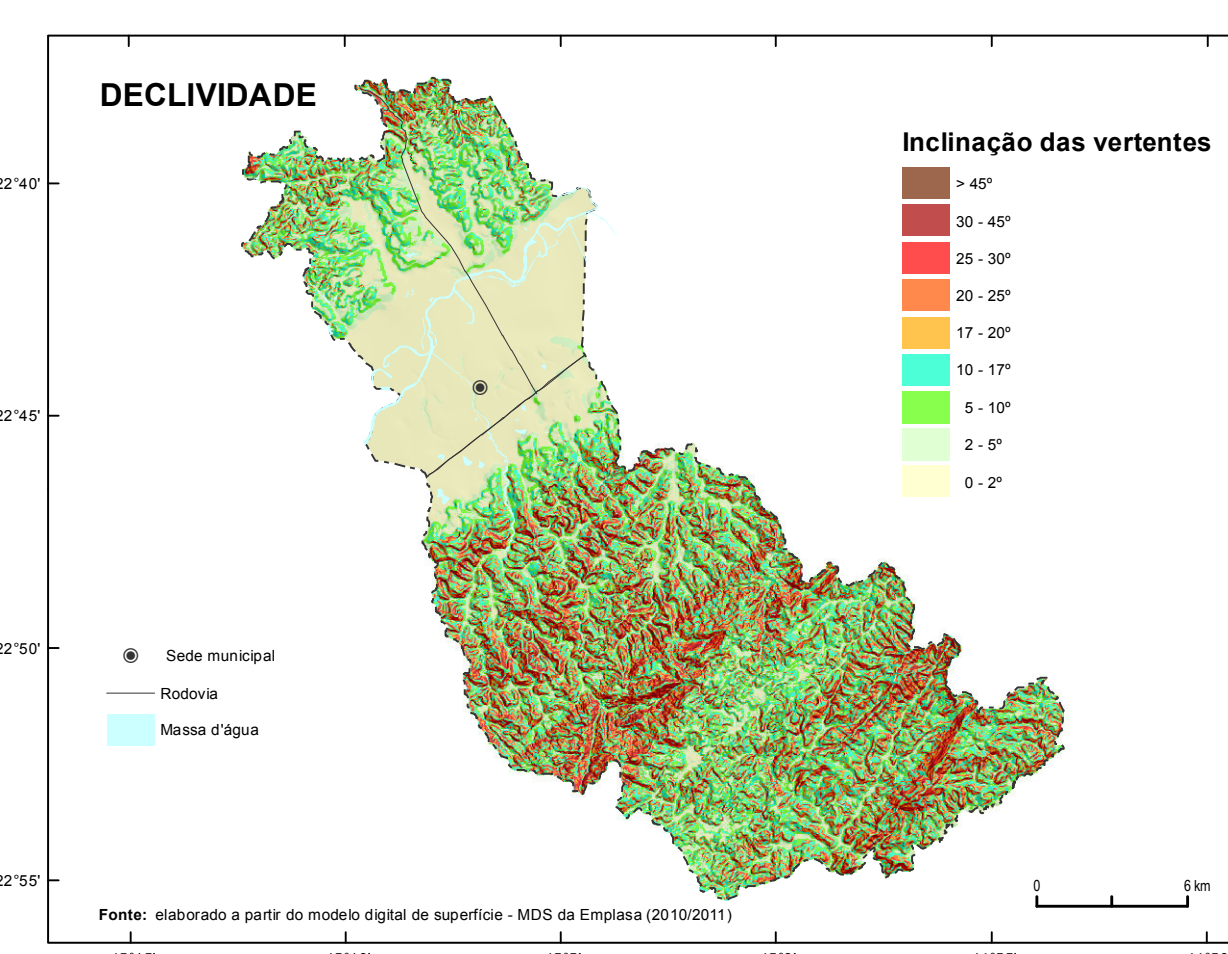 DECLIVIDADE
Inclinação das vertentes
> 45º
30 - 45º
25 - 30º
20 - 25º
17 - 20º
10 - 17º
5 - 10º
2 - 5º
0 - 2º
22°40'
22°45'
22°50'
22°55'
Sede municipal
Rodovia
Massa d'água
0 6 km
Fonte: elaborado a partir do modelo digital de superfície - MDS da Emplasa (2010/2011)